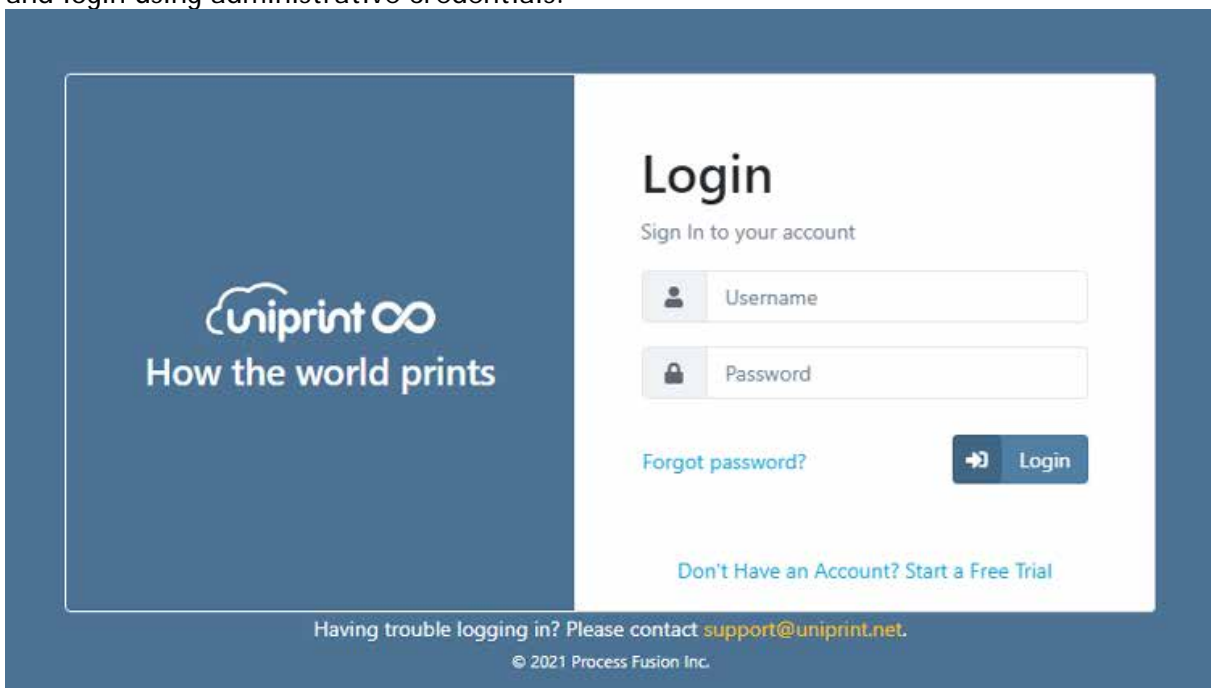 and login using administrative credentials.
Login
Sign In to your account
Username
uniprint
How the world prints
Password
Forgot password?
Login
Don't Have an Account? Start a Free Trial
Having trouble logging in? Please contact support@uniprint.net.
© 2021 Process Fusion Inc.